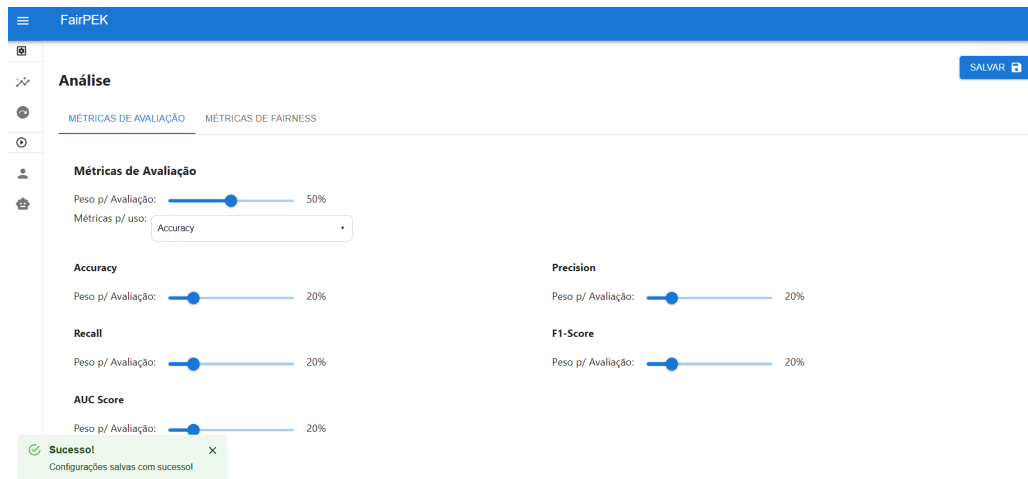 FairPEK
SALVAR
Análise
MÉTRICAS DE AVALIAÇÃO MÉTRICAS DE FAIRNESS
Métricas de Avaliação
Peso p/ Avaliação: 50%
Métricas p/ uso: Accuracy
Accuracy Precision
Peso p/ Avaliação: 20% Peso p/ Avaliação: 20%
Recall F1-Score
Peso p/ Avaliação: 20% Peso p/ Avaliação: 20%
AUC Score
Peso p/ Avaliação: 20%
Sucesso!
Configurações salvas com sucesso!